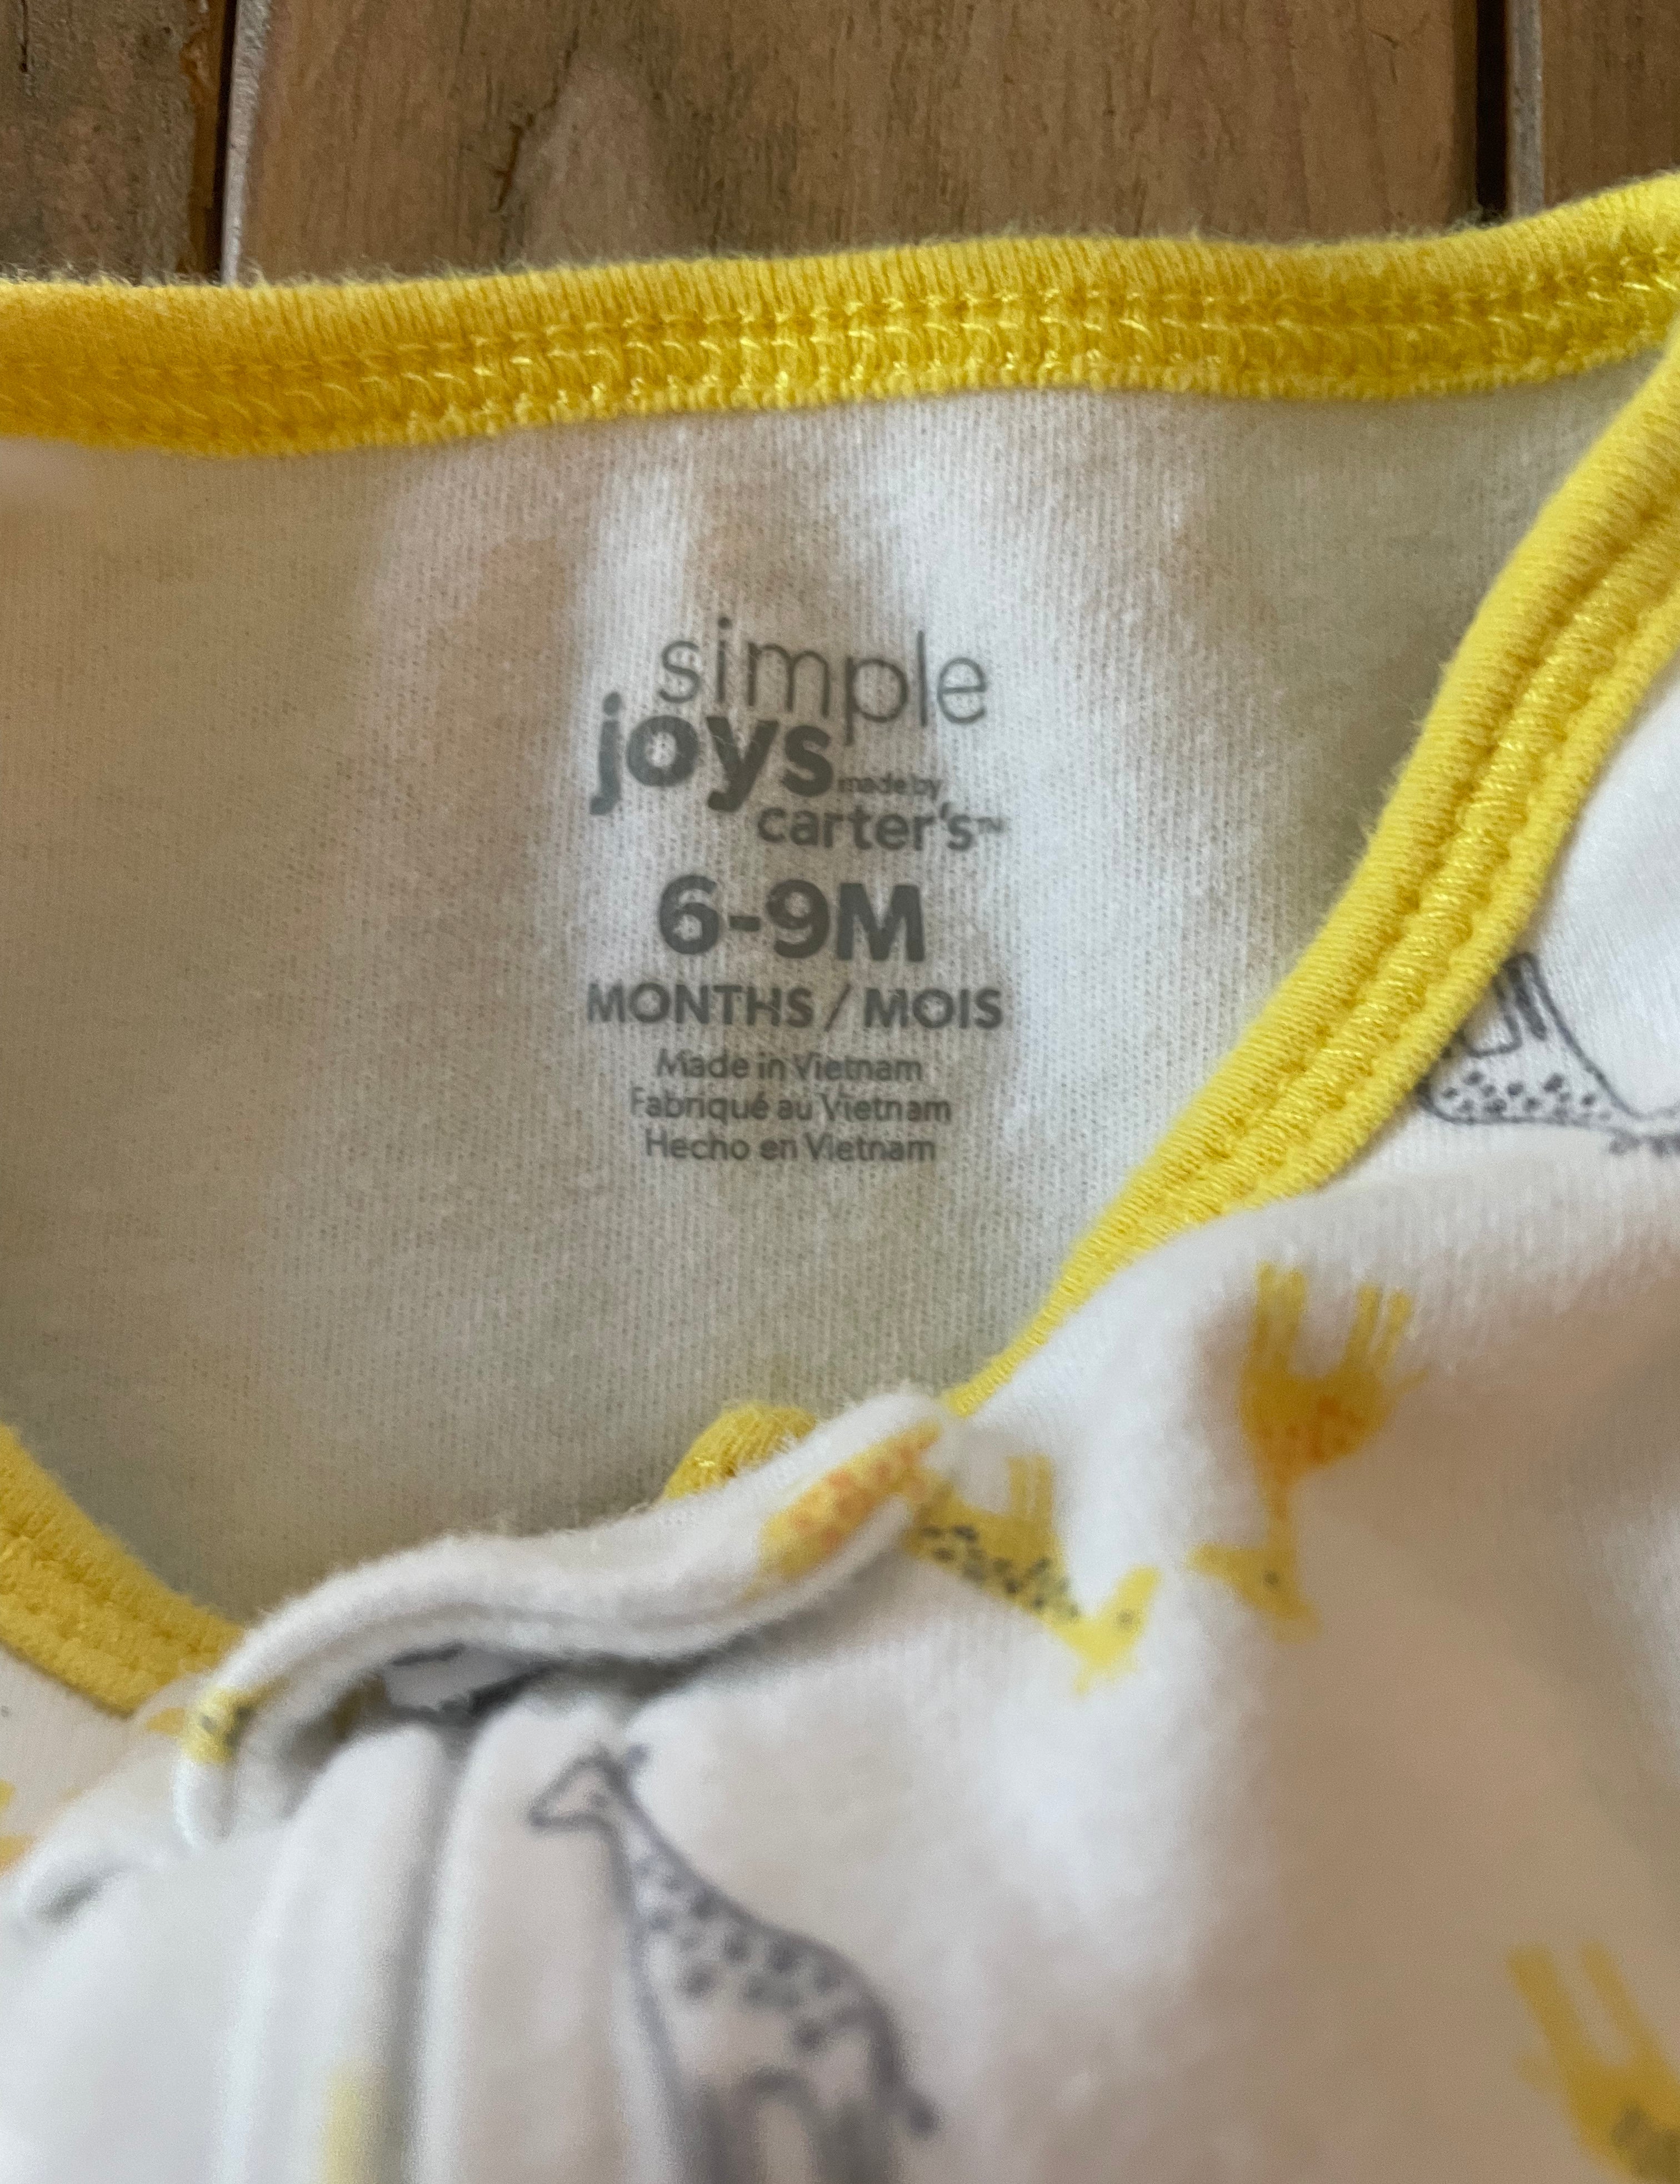 simple
joys made by
carter's™
6-9M
MONTHS / MOIS
Made in Vietnam
Fabriqué au Vietnam
Hecho en Vietnam